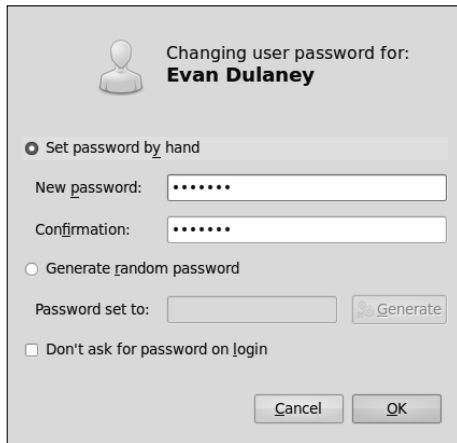 Changing user password for:
Evan Dulaney
Set password by hand
New password: •••••••
Confirmation: •••••••
Generate random password
Password set to: Generate
Don't ask for password on login
Cancel OK